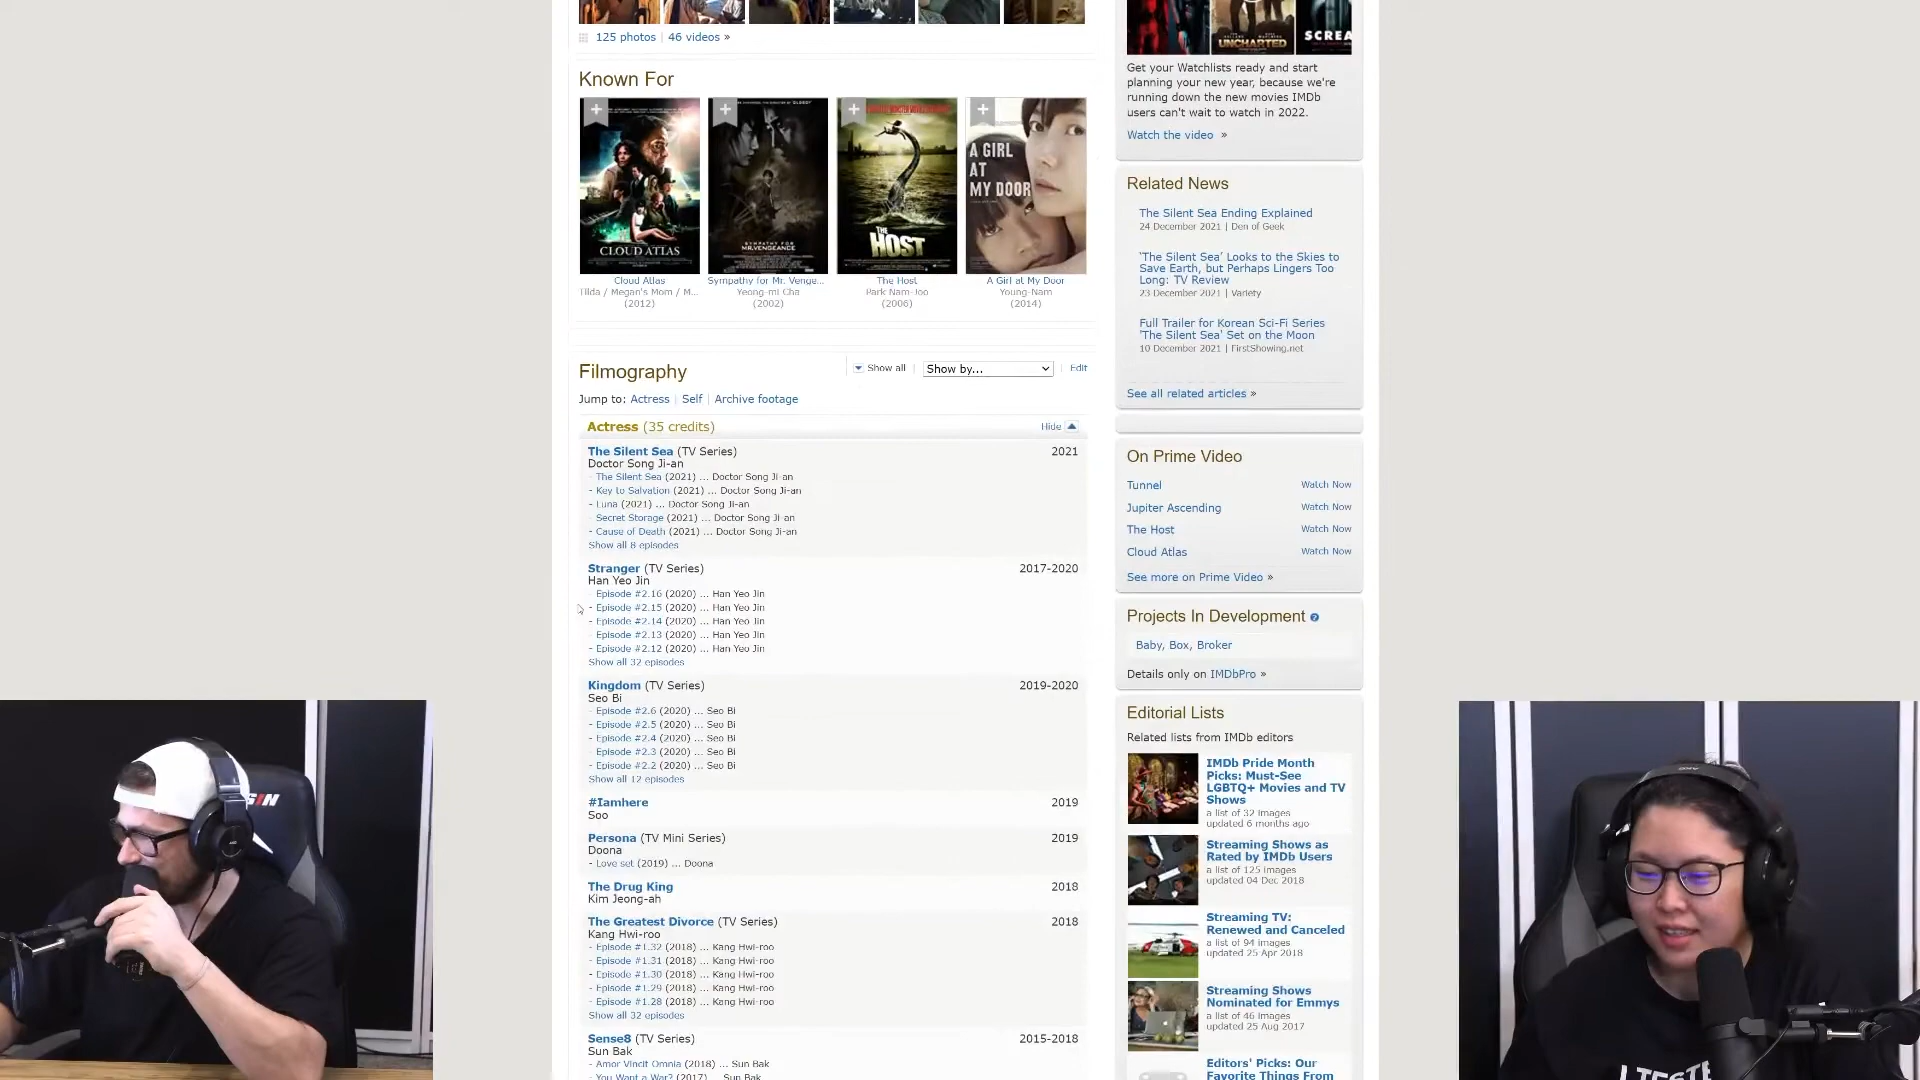 125 photos | 46 videos »
Known For
CLOUD ATLAS
SYMPATHY FOR
MR. VENGEANCE
THE
HOST
A GIRL
AT
MY DOOR
Cloud Atlas
Tilda / Megan's Mom / M...
(2012)
Sympathy for Mr. Venge...
Yeong-mi Cha
(2002)
The Host
Park Nam-Joo
(2006)
A Girl at My Door
Young-Nam
(2014)
Filmography
Show all | Show by... | Edit
Jump to: Actress | Self | Archive footage
Actress (35 credits) Hide
The Silent Sea (TV Series) 2021
Doctor Song Ji-an
- The Silent Sea (2021) ... Doctor Song Ji-an
- Key to Salvation (2021) ... Doctor Song Ji-an
- Luna (2021) ... Doctor Song Ji-an
- Secret Storage (2021) ... Doctor Song Ji-an
- Cause of Death (2021) ... Doctor Song Ji-an
Show all 8 episodes
Stranger (TV Series) 2017-2020
Han Yeo Jin
- Episode #2.16 (2020) ... Han Yeo Jin
- Episode #2.15 (2020) ... Han Yeo Jin
- Episode #2.14 (2020) ... Han Yeo Jin
- Episode #2.13 (2020) ... Han Yeo Jin
- Episode #2.12 (2020) ... Han Yeo Jin
Show all 32 episodes
Kingdom (TV Series) 2019-2020
Seo Bi
- Episode #2.6 (2020) ... Seo Bi
- Episode #2.5 (2020) ... Seo Bi
- Episode #2.4 (2020) ... Seo Bi
- Episode #2.3 (2020) ... Seo Bi
- Episode #2.2 (2020) ... Seo Bi
Show all 12 episodes
#Iamhere 2019
Soo
Persona (TV Mini Series) 2019
Doona
- Love set (2019) ... Doona
The Drug King 2018
Kim Jeong-ah
The Greatest Divorce (TV Series) 2018
Kang Hwi-roo
- Episode #1.32 (2018) ... Kang Hwi-roo
- Episode #1.31 (2018) ... Kang Hwi-roo
- Episode #1.30 (2018) ... Kang Hwi-roo
- Episode #1.29 (2018) ... Kang Hwi-roo
- Episode #1.28 (2018) ... Kang Hwi-roo
Show all 32 episodes
Sense8 (TV Series) 2015-2018
Sun Bak
- Amor Vincit Omnia (2018) ... Sun Bak
- You Want a War? (2017) ... Sun Bak
UNCHARTED
SCREA
Get your Watchlists ready and start
planning your new year, because we're
running down the new movies IMDb
users can't wait to watch in 2022.
Watch the video »
Related News
The Silent Sea Ending Explained
24 December 2021 | Den of Geek
‘The Silent Sea’ Looks to the Skies to
Save Earth, but Perhaps Lingers Too
Long: TV Review
23 December 2021 | Variety
Full Trailer for Korean Sci-Fi Series
'The Silent Sea' Set on the Moon
10 December 2021 | FirstShowing.net
See all related articles »
On Prime Video
Tunnel Watch Now
Jupiter Ascending Watch Now
The Host Watch Now
Cloud Atlas Watch Now
See more on Prime Video »
Projects In Development
Baby, Box, Broker
Details only on IMDbPro »
Editorial Lists
Related lists from IMDb editors
IMDb Pride Month
Picks: Must-See
LGBTQ+ Movies and TV
Shows
a list of 32 images
updated 6 months ago
Streaming Shows as
Rated by IMDb Users
a list of 125 images
updated 04 Dec 2018
Streaming TV:
Renewed and Canceled
a list of 94 images
updated 25 Apr 2018
Streaming Shows
Nominated for Emmys
a list of 46 images
updated 25 Aug 2017
Editors' Picks: Our
Favorite Things From